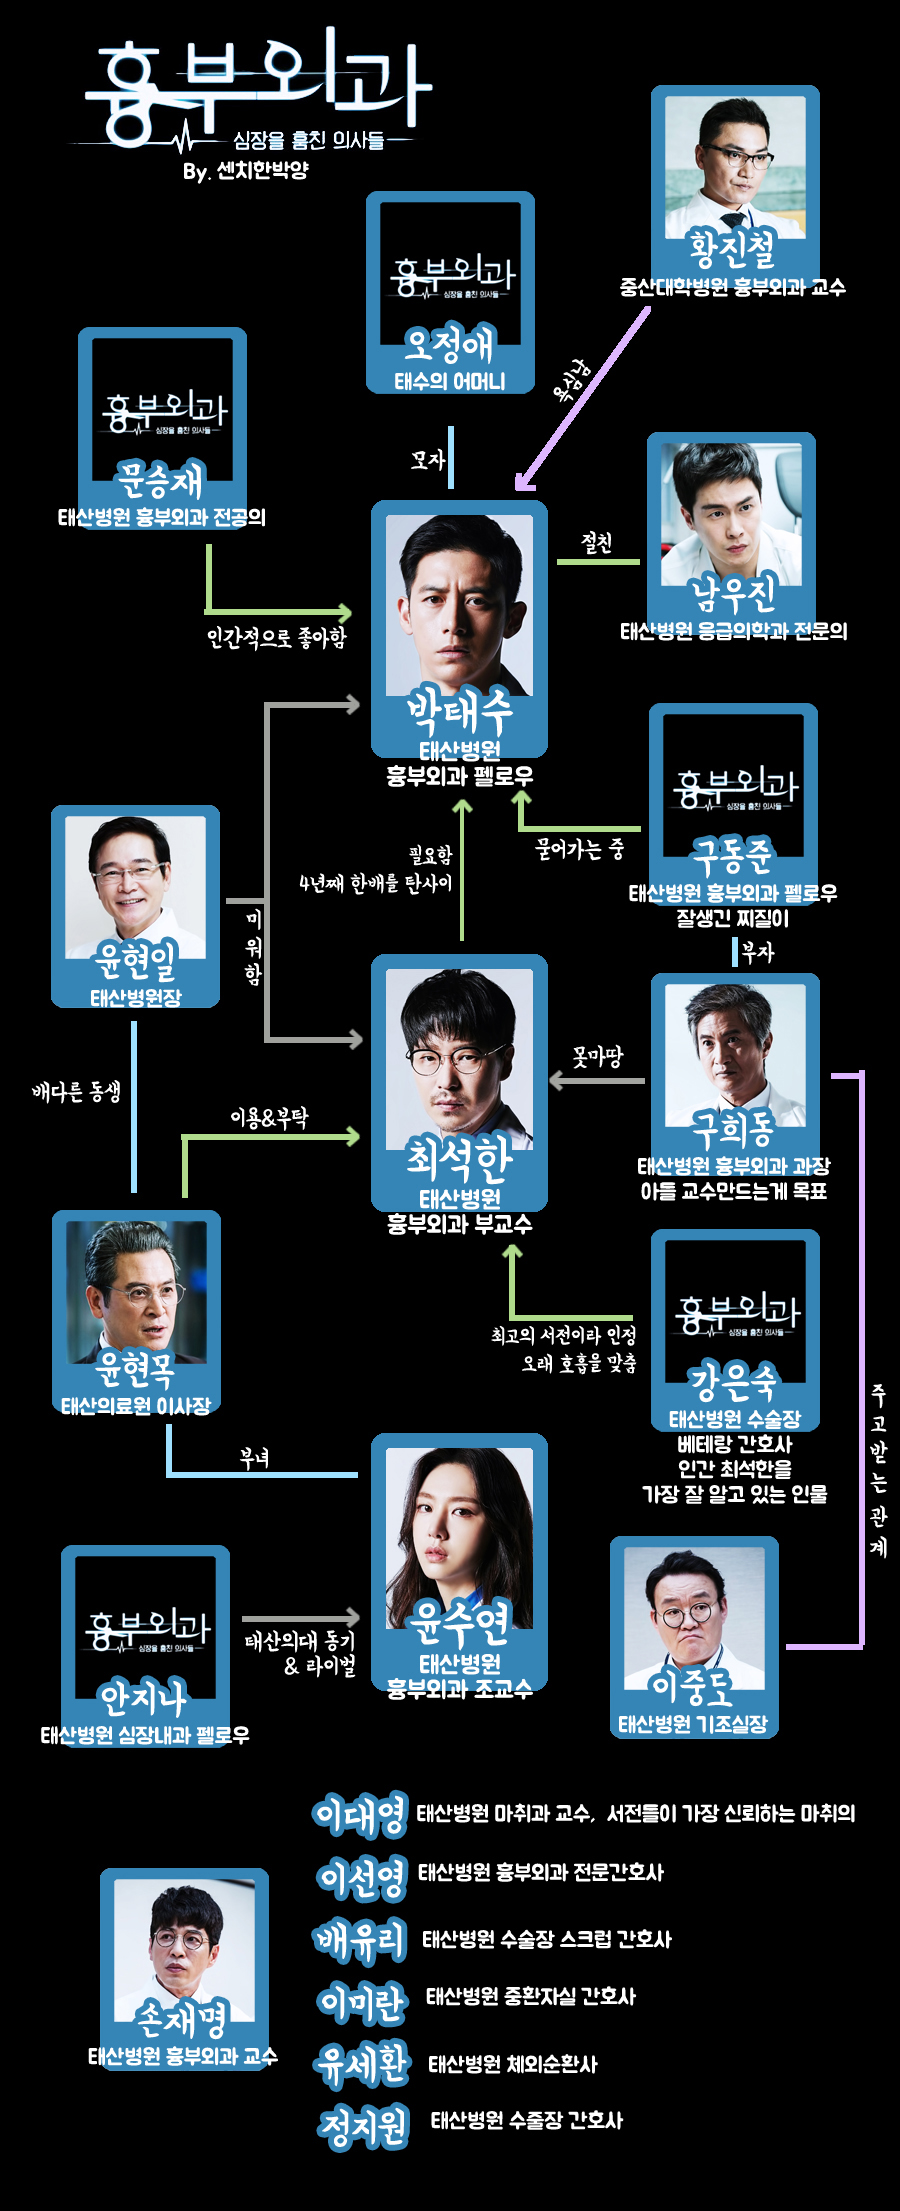 흉부외과
심장을 훔친 의사들
By. 센치한박양
황진철
중산대학병원 흉부외과 교수
흉부외과
심장을 훔친 의사들
오정애
태수의 어머니
욕심남
흉부외과
심장을 훔친 의사들
문승재
태산병원 흉부외과 전공의
모자
절친
남우진
태산병원 응급의학과 전문의
인간적으로 좋아함
박태수
태산병원
흉부외과 펠로우
흉부외과
심장을 훔친 의사들
구동준
태산병원 흉부외과 펠로우
잘생긴 찌질이
묻어가는 중
필요함
4년째 한배를 탄사이
윤현일
태산병원장
미워함
부자
못마땅
구희동
태산병원 흉부외과 과장
아들 교수만드는게 목표
배다른 동생
이용&부탁
최석한
태산병원
흉부외과 부교수
윤현목
태산의료원 이사장
흉부외과
심장을 훔친 의사들
강은숙
태산병원 수술장
베테랑 간호사
인간 최석한을
가장 잘 알고 있는 인물
최고의 서전이라 인정
오래 호흡을 맞춤
주고받는관계
부녀
윤수연
태산병원
흉부외과 조교수
흉부외과
심장을 훔친 의사들
안지나
태산병원 심장내과 펠로우
태산의대 동기
& 라이벌
이중도
태산병원 기조실장
이대영 태산병원 마취과 교수, 서전들이 가장 신뢰하는 마취의
이선영 태산병원 흉부외과 전문간호사
배유리 태산병원 수술장 스크럽 간호사
이미란 태산병원 중환자실 간호사
유세환 태산병원 체외순환사
정지원 태산병원 수줄장 간호사
손재명
태산병원 흉부외과 교수